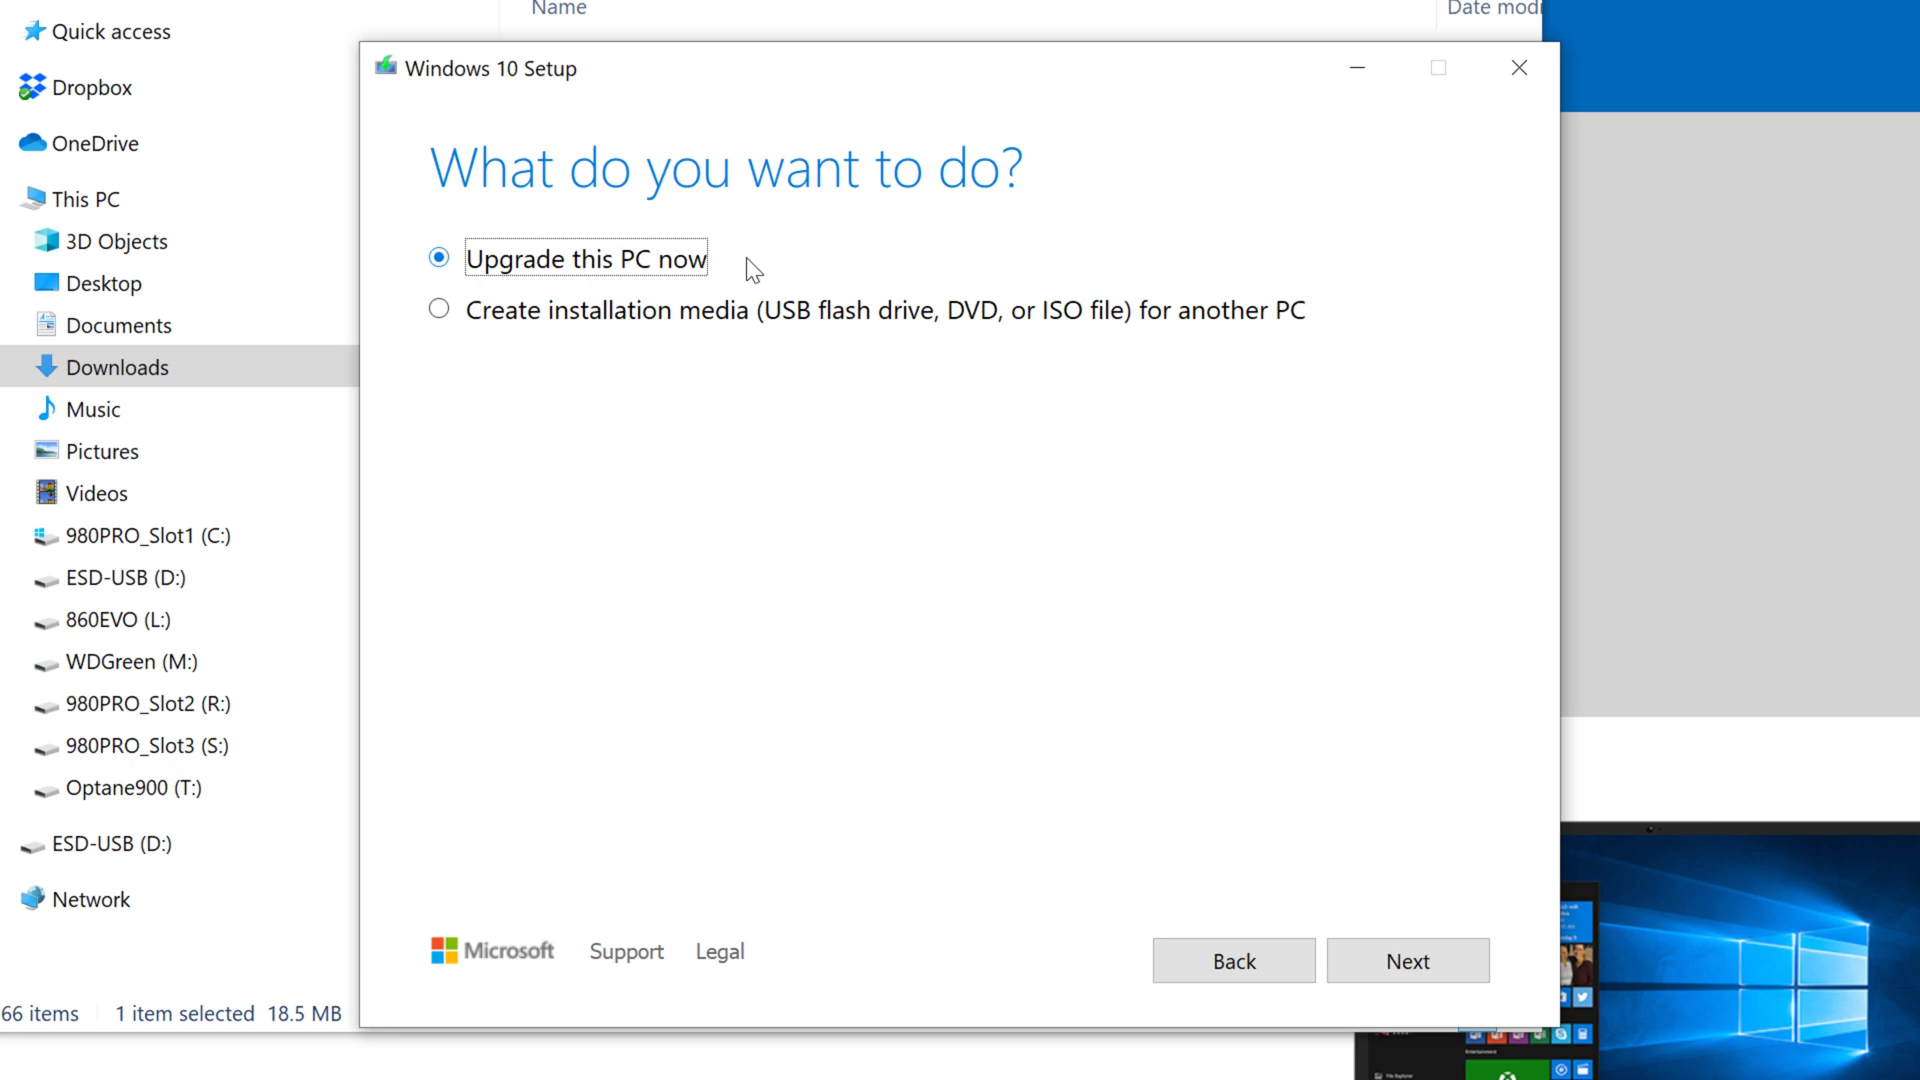 Name
Date modi
Quick access
Dropbox
OneDrive
This PC
3D Objects
Desktop
Documents
Downloads
Music
Pictures
Videos
980PRO_Slot1 (C:)
ESD-USB (D:)
860EVO (L:)
WDGreen (M:)
980PRO_Slot2 (R:)
980PRO_Slot3 (S:)
Optane900 (T:)
ESD-USB (D:)
Network
66 items
1 item selected 18.5 MB
Windows 10 Setup
What do you want to do?
Upgrade this PC now
Create installation media (USB flash drive, DVD, or ISO file) for another PC
Microsoft
Support
Legal
Back
Next
File Explorer